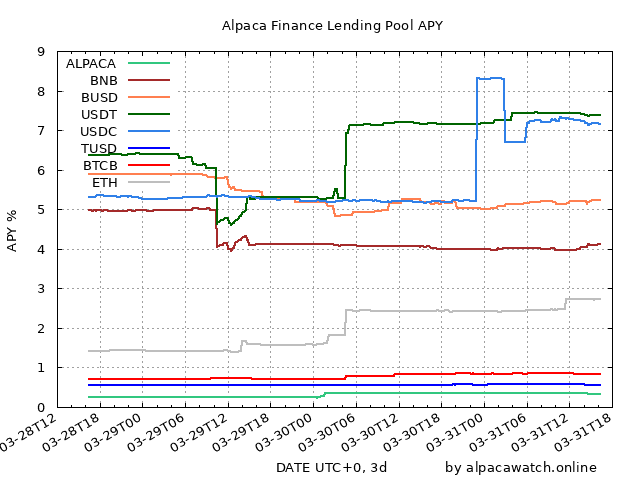 Alpaca Finance Lending Pool APY
9
8
7
6
5
4
3
2
1
0
APY %
ALPACA
BNB
BUSD
USDT
USDC
TUSD
BTCB
ETH
03-28T12
03-28T18
03-29T00
03-29T06
03-29T12
03-29T18
03-30T00
03-30T06
03-30T12
03-30T18
03-31T00
03-31T06
03-31T12
03-31T18
DATE UTC+0, 3d
by alpacawatch.online